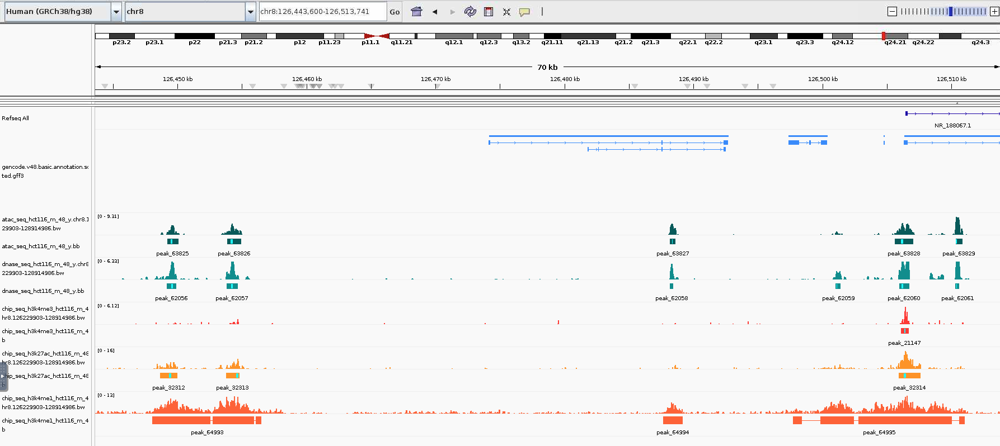 Human (GRCh38/hg38) chr8 chr8:126,443,600-126,513,741 Go
p23.2 p23.1 p22 p21.3 p21.2 p12 p11.23 p11.1 q11.21 q12.1 q12.3 q13.2 q21.11 q21.13 q21.2 q21.3 q22.1 q22.2 q23.1 q23.3 q24.12 q24.21 q24.22 q24.3
70 kb
126,450 kb 126,460 kb 126,470 kb 126,480 kb 126,490 kb 126,500 kb 126,510 kb
Refseq All
NR_188067.1
gencode.v48.basic.annotation.so
ted.gff3
[0 - 9.31]
atac_seq_hct116_m_48_y.chr8.1
29903-128914986.bw
atac_seq_hct116_m_48_y.bb
peak_63825 peak_63826 peak_63827 peak_63828 peak_63829
[0 - 6.33]
dnase_seq_hct116_m_48_y.chr8
229903-128914986.bw
dnase_seq_hct116_m_48_y.bb
peak_62056 peak_62057 peak_62058 peak_62059 peak_62060 peak_62061
[0 - 6.12]
chip_seq_h3k4me3_hct116_m_4
hr8.126229903-128914986.bw
chip_seq_h3k4me3_hct116_m_4
b
peak_21147
[0 - 16]
chip_seq_h3k27ac_hct116_m_48
hr8.126229903-128914986.bw
chip_seq_h3k27ac_hct116_m_48
b
peak_32312 peak_32313 peak_32314
[0 - 13]
chip_seq_h3k4me1_hct116_m_4
hr8.126229903-128914986.bw
chip_seq_h3k4me1_hct116_m_4
b
peak_64993 peak_64994 peak_64995